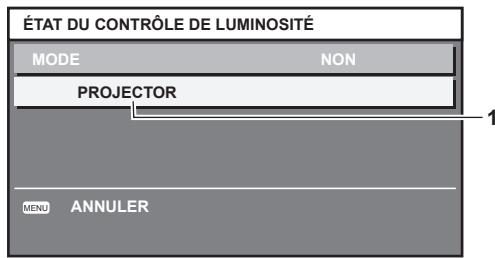 ÉTAT DU CONTRÔLE DE LUMINOSITÉ
MODE NON
PROJECTOR
1
MENU ANNULER